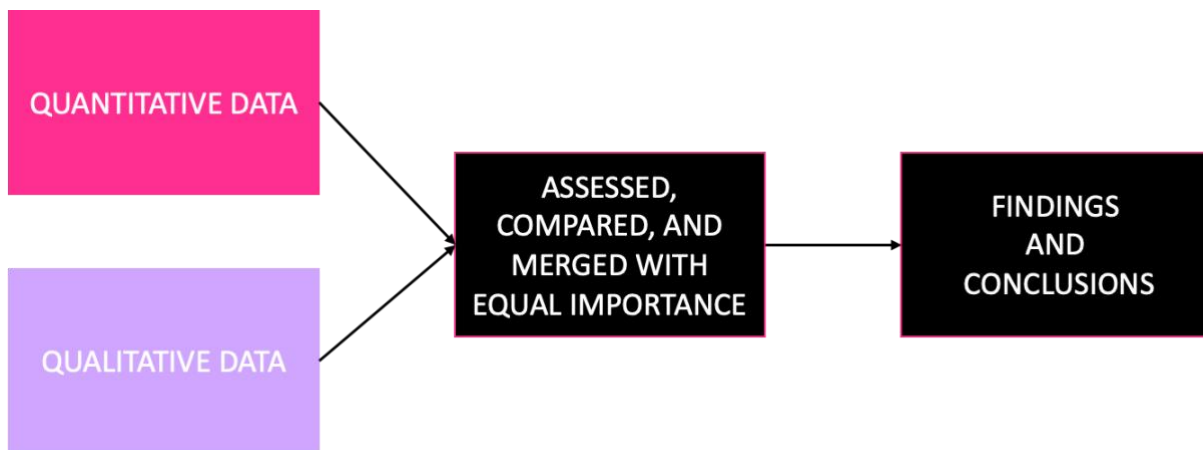 QUANTITATIVE DATA
QUALITATIVE DATA
ASSESSED,
COMPARED, AND
MERGED WITH
EQUAL IMPORTANCE
FINDINGS
AND
CONCLUSIONS